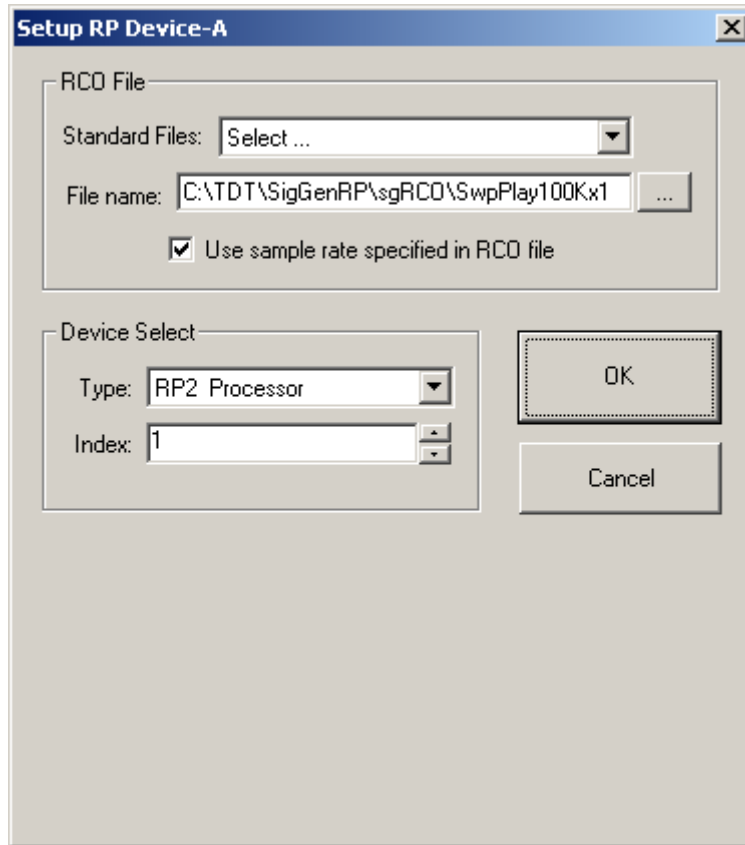 Setup RP Device-A
RCO File
Standard Files: Select ...
File name: C:\TDT\SigGenRP\sgRCO\SwpPlay100Kx1 ...
Use sample rate specified in RCO file
Device Select
Type: RP2 Processor
Index: 1
OK
Cancel